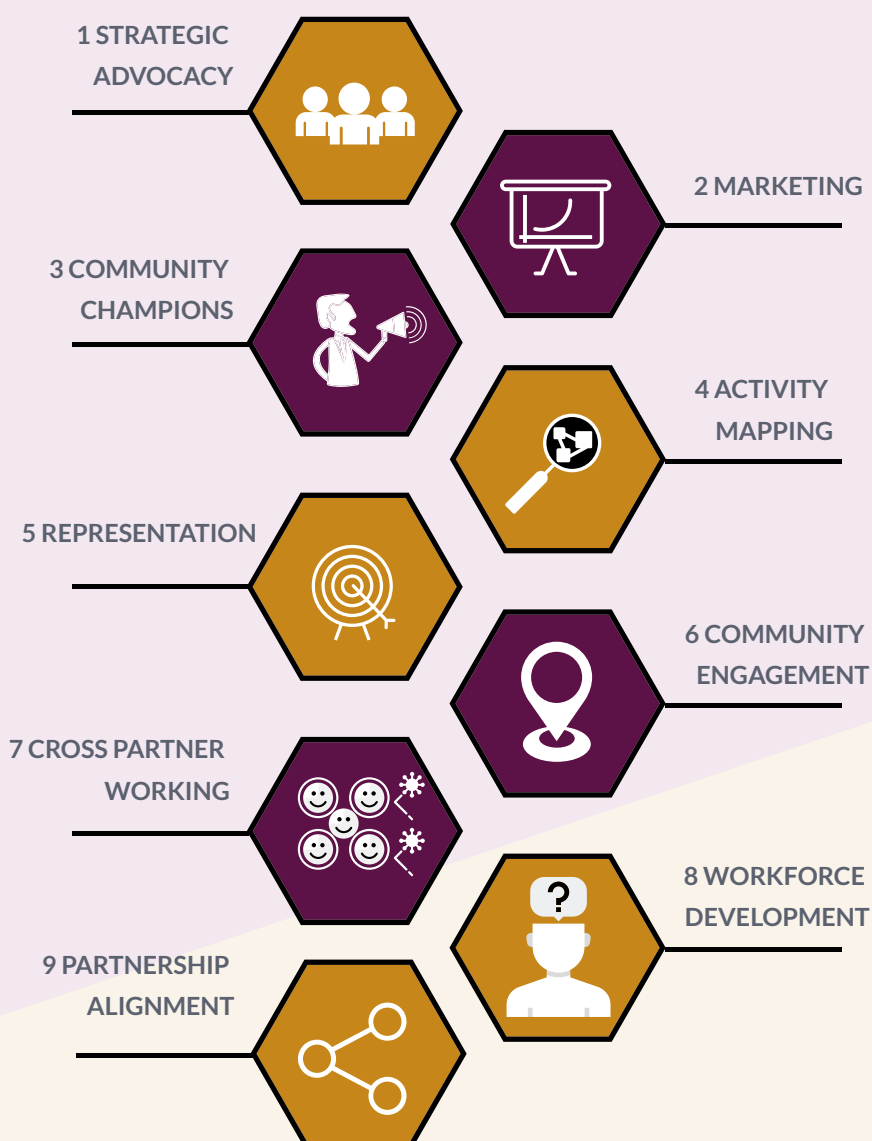 1 STRATEGIC
ADVOCACY
2 MARKETING
3 COMMUNITY
CHAMPIONS
4 ACTIVITY
MAPPING
5 REPRESENTATION
6 COMMUNITY
ENGAGEMENT
7 CROSS PARTNER
WORKING
8 WORKFORCE
DEVELOPMENT
?
9 PARTNERSHIP
ALIGNMENT